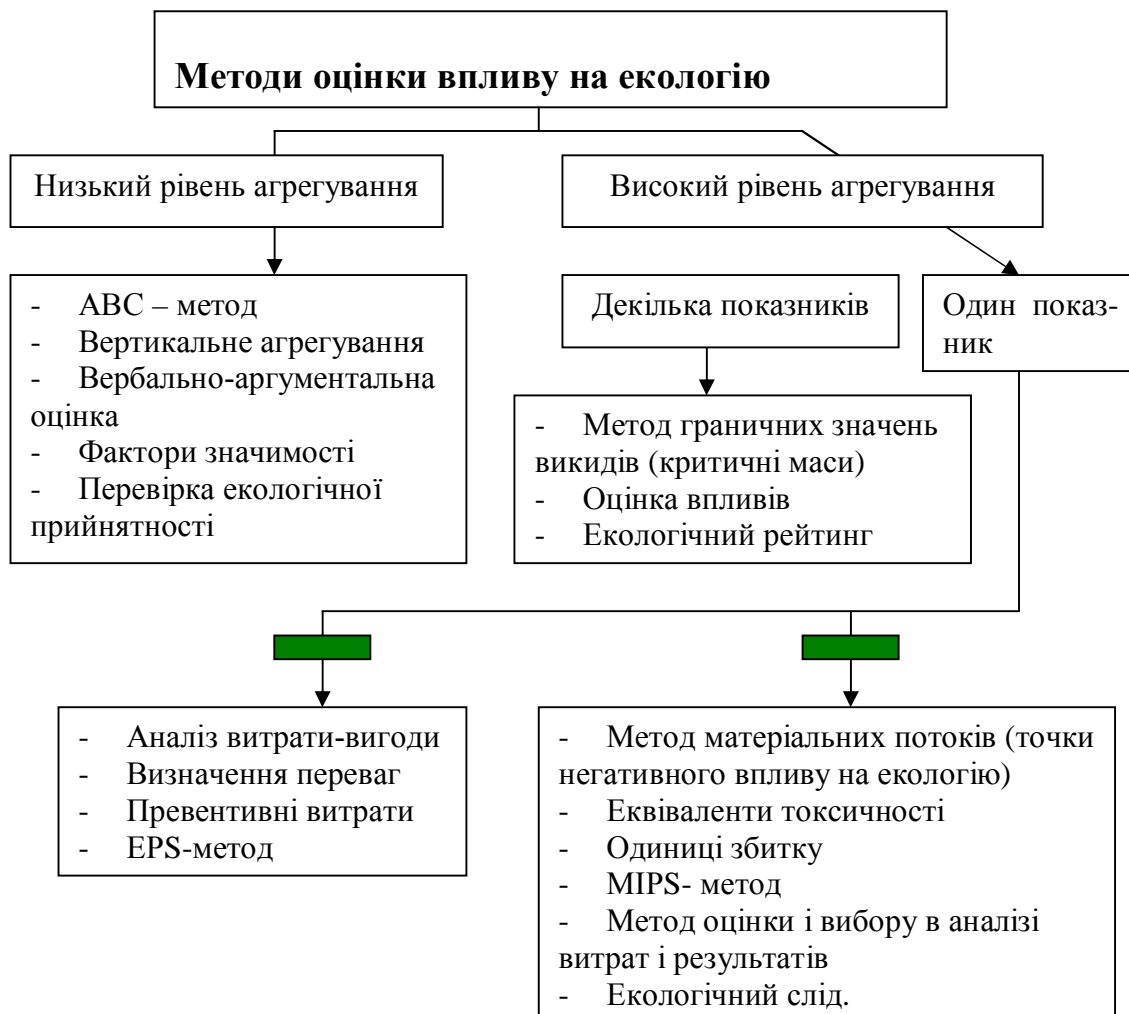 Методи оцінки впливу на екологію
Низький рівень агрегування
Високий рівень агрегування
- ABC – метод
- Вертикальне агрегування
- Вербально-аргументальна
оцінка
- Фактори значимості
- Перевірка екологічної
прийнятності
Декілька показників
Один показ-
ник
- Метод граничних значень
викидів (критичні маси)
- Оцінка впливів
- Екологічний рейтинг
- Аналіз витрати-вигоди
- Визначення переваг
- Превентивні витрати
- EPS-метод
- Метод матеріальних потоків (точки
негативного впливу на екологію)
- Еквіваленти токсичності
- Одиниці збитку
- MIPS- метод
- Метод оцінки і вибору в аналізі
витрат і результатів
- Екологічний слід.